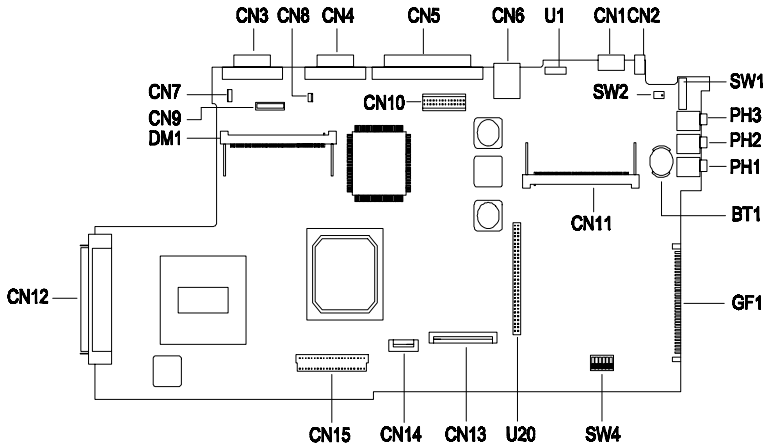 CN3 CN8 CN4 CN5 CN6 U1 CN1 CN2
SW1
CN7
SW2
CN10
CN9
PH3
DM1
PH2
PH1
BT1
CN11
CN12
GF1
CN15 CN14 CN13 U20 SW4